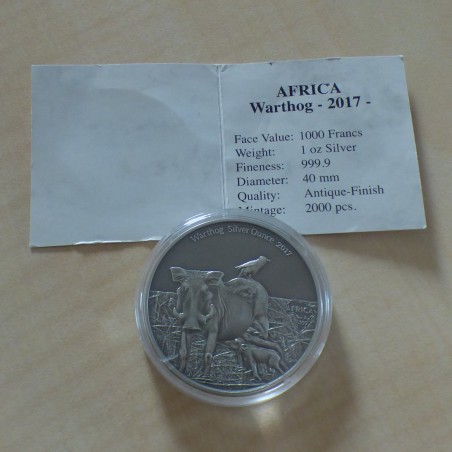 AFRICA
Warthog - 2017 -
Face Value: 1000 Francs
Weight: 1 oz Silver
Fineness: 999.9
Diameter: 40 mm
Quality: Antique-Finish
Mintage: 2000 pcs.
Warthog Silver Ounce 2017
AFRICA